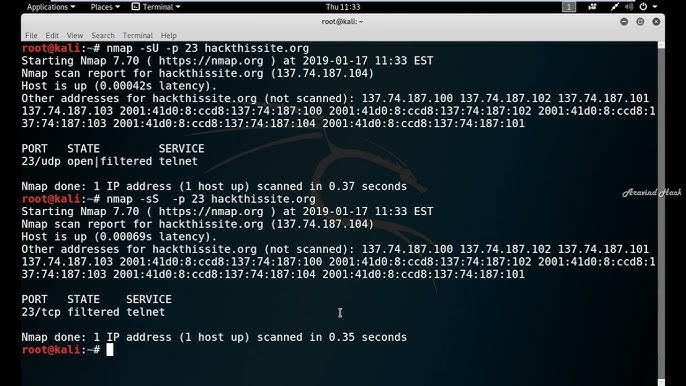 Applications Places Terminal Thu 11:33 1
root@kali: ~
File Edit View Search Terminal Help
root@kali:~# nmap -sU -p 23 hackthissite.org
Starting Nmap 7.70 ( https://nmap.org ) at 2019-01-17 11:33 EST
Nmap scan report for hackthissite.org (137.74.187.104)
Host is up (0.00042s latency).
Other addresses for hackthissite.org (not scanned): 137.74.187.100 137.74.187.102 137.74.187.101
137.74.187.103 2001:41d0:8:ccd8:137:74:187:100 2001:41d0:8:ccd8:137:74:187:102 2001:41d0:8:ccd8:1
37:74:187:103 2001:41d0:8:ccd8:137:74:187:104 2001:41d0:8:ccd8:137:74:187:101
PORT STATE SERVICE
23/udp open|filtered telnet
Nmap done: 1 IP address (1 host up) scanned in 0.37 seconds
root@kali:~# nmap -sS -p 23 hackthissite.org
Starting Nmap 7.70 ( https://nmap.org ) at 2019-01-17 11:33 EST
Nmap scan report for hackthissite.org (137.74.187.104)
Host is up (0.00069s latency).
Other addresses for hackthissite.org (not scanned): 137.74.187.100 137.74.187.102 137.74.187.101
137.74.187.103 2001:41d0:8:ccd8:137:74:187:100 2001:41d0:8:ccd8:137:74:187:102 2001:41d0:8:ccd8:1
37:74:187:103 2001:41d0:8:ccd8:137:74:187:104 2001:41d0:8:ccd8:137:74:187:101
PORT STATE SERVICE
23/tcp filtered telnet
Nmap done: 1 IP address (1 host up) scanned in 0.35 seconds
root@kali:~#
Aravind Hack